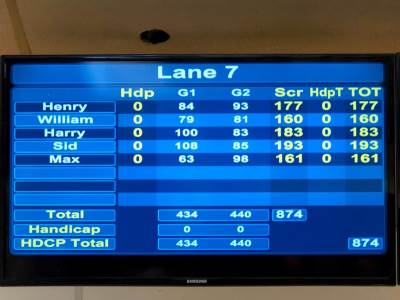 Lane 7
Hdp G1 G2 Scr HdpT TOT
Henry 0 84 93 177 0 177
William 0 79 81 160 0 160
Harry 0 100 83 183 0 183
Sid 0 108 85 193 0 193
Max 0 63 98 161 0 161
Total 434 440 874
Handicap 0 0
HDCP Total 434 440 874
SAMSUNG